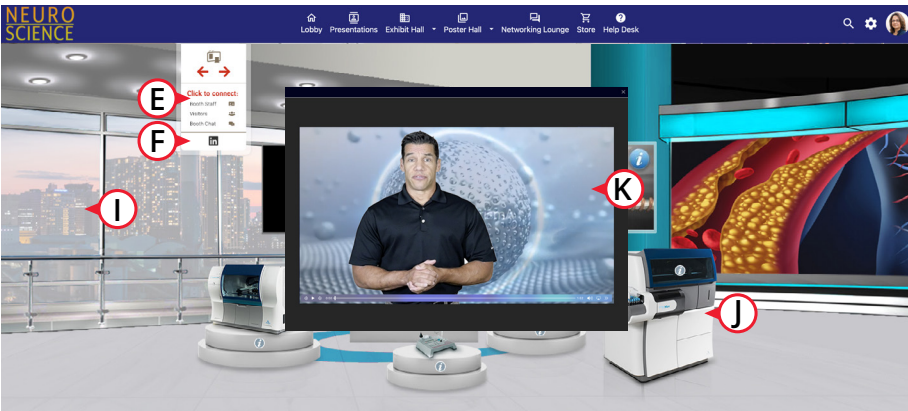 NEURO
SCIENCE
Lobby Presentations Exhibit Hall Poster Hall Networking Lounge Store Help Desk
Click to connect:
Booth Staff
Visitors
Booth Chat
in
E
F
I
J
K